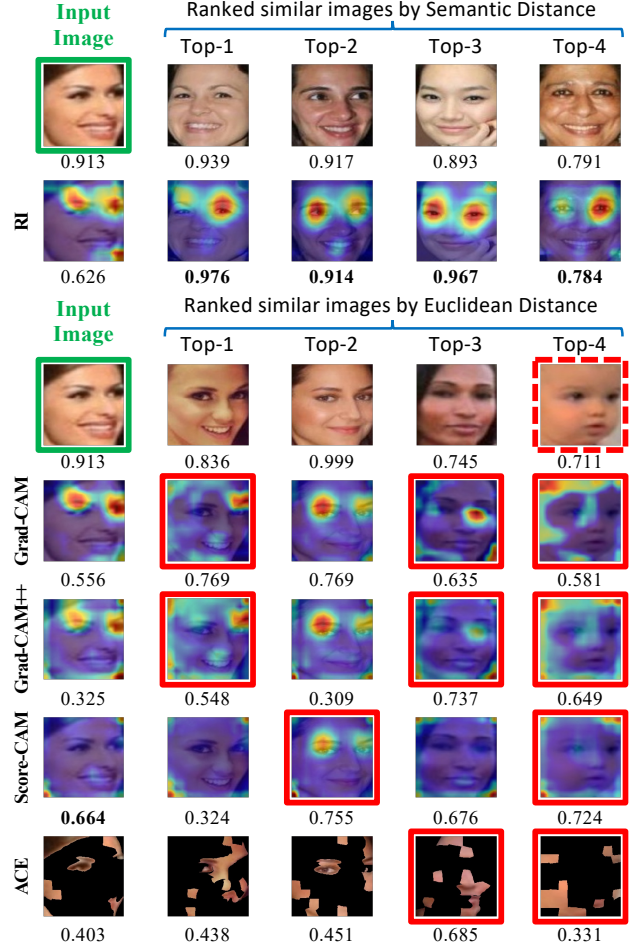 Input Image
Ranked similar images by Semantic Distance
Top-1 Top-2 Top-3 Top-4
0.913 0.939 0.917 0.893 0.791
RI
0.626 0.976 0.914 0.967 0.784
Input Image
Ranked similar images by Euclidean Distance
Top-1 Top-2 Top-3 Top-4
0.913 0.836 0.999 0.745 0.711
Grad-CAM
0.556 0.769 0.769 0.635 0.581
Grad-CAM++
0.325 0.548 0.309 0.737 0.649
Score-CAM
0.664 0.324 0.755 0.676 0.724
ACE
0.403 0.438 0.451 0.685 0.331